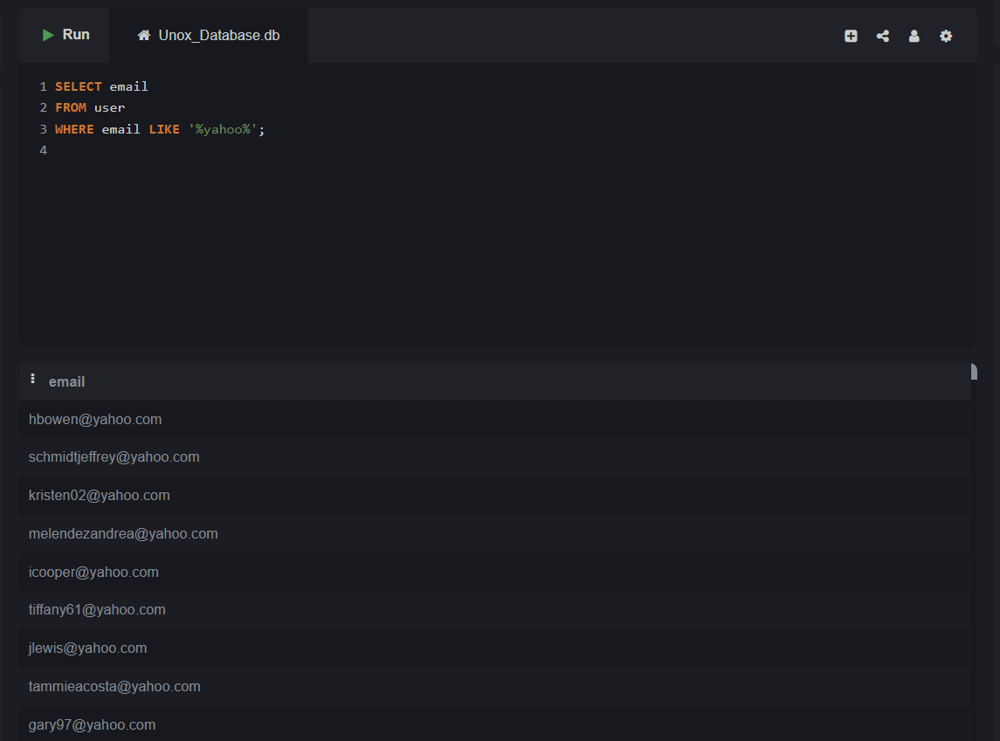 Run
Unox_Database.db
1 SELECT email
2 FROM user
3 WHERE email LIKE '%yahoo%';
4
email
hbowen@yahoo.com
schmidtjeffrey@yahoo.com
kristen02@yahoo.com
melendezandrea@yahoo.com
icooper@yahoo.com
tiffany61@yahoo.com
jlewis@yahoo.com
tammieacosta@yahoo.com
gary97@yahoo.com